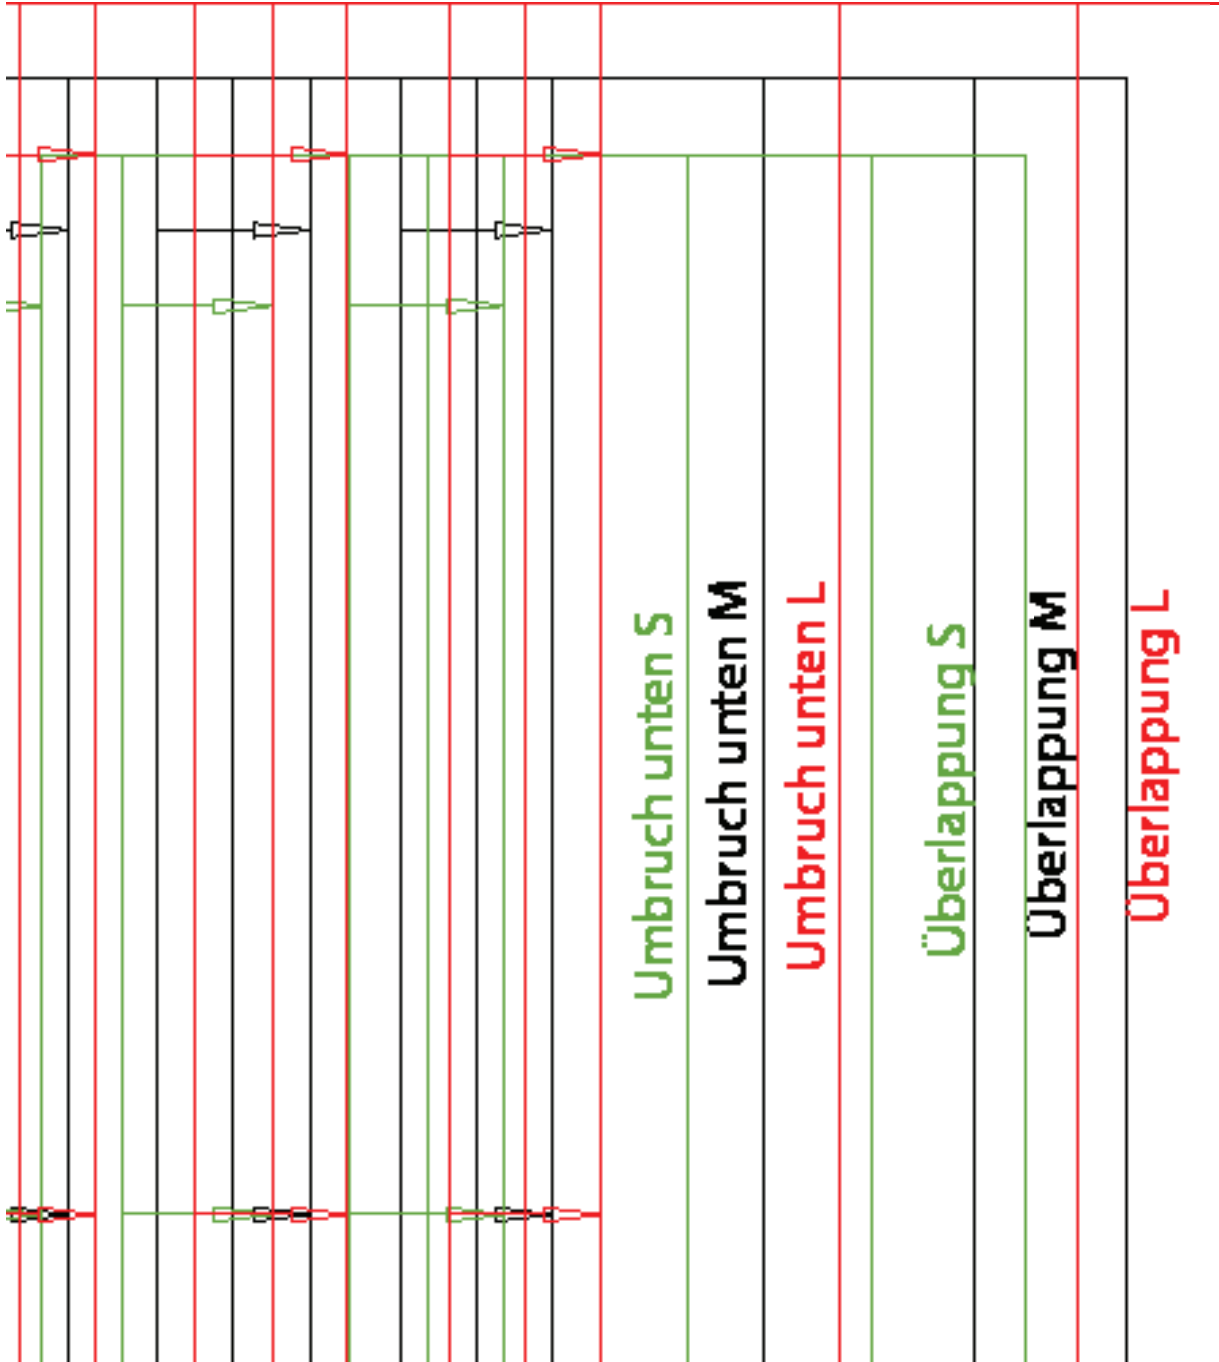 Umbruch unten S
Umbruch unten M
Umbruch unten L
Überlappung S
Überlappung M
Überlappung L